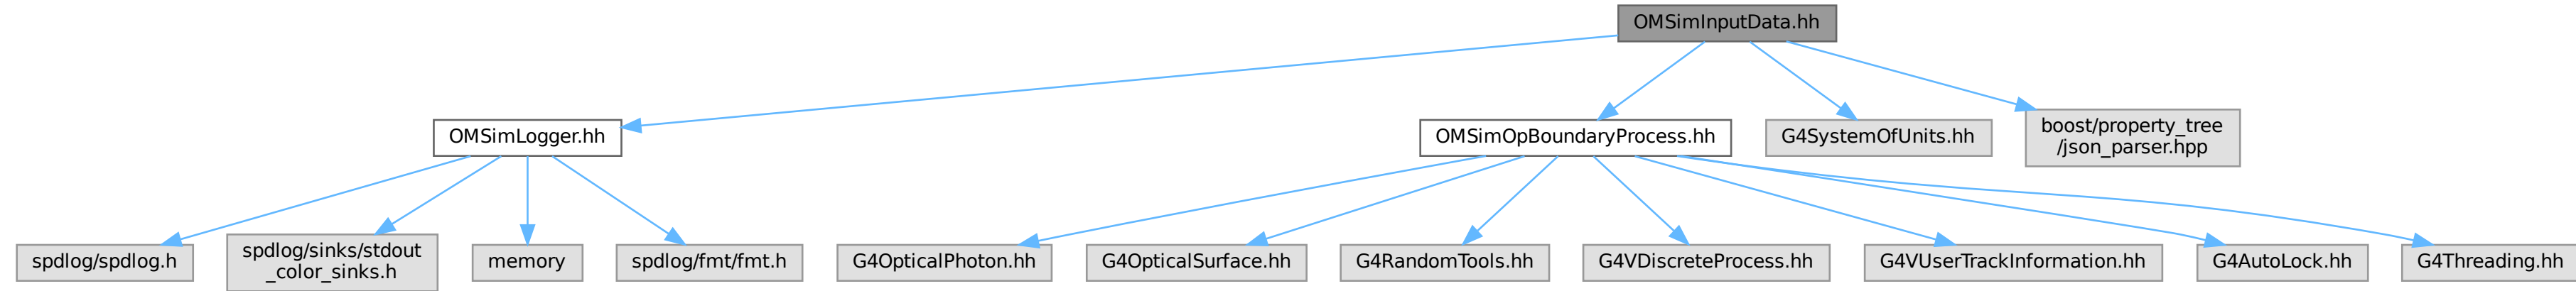 OMSimInputData.hh
OMSimLogger.hh
OMSimOpBoundaryProcess.hh
G4SystemOfUnits.hh
boost/property_tree
/json_parser.hpp
spdlog/spdlog.h
spdlog/sinks/stdout
_color_sinks.h
memory
spdlog/fmt/fmt.h
G4OpticalPhoton.hh
G4OpticalSurface.hh
G4RandomTools.hh
G4VDiscreteProcess.hh
G4VUserTrackInformation.hh
G4AutoLock.hh
G4Threading.hh